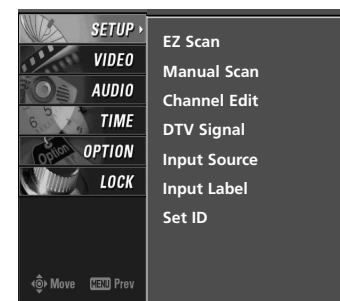 SETUP
VIDEO
AUDIO
TIME
OPTION
LOCK
Move MENU Prev
EZ Scan
Manual Scan
Channel Edit
DTV Signal
Input Source
Input Label
Set ID